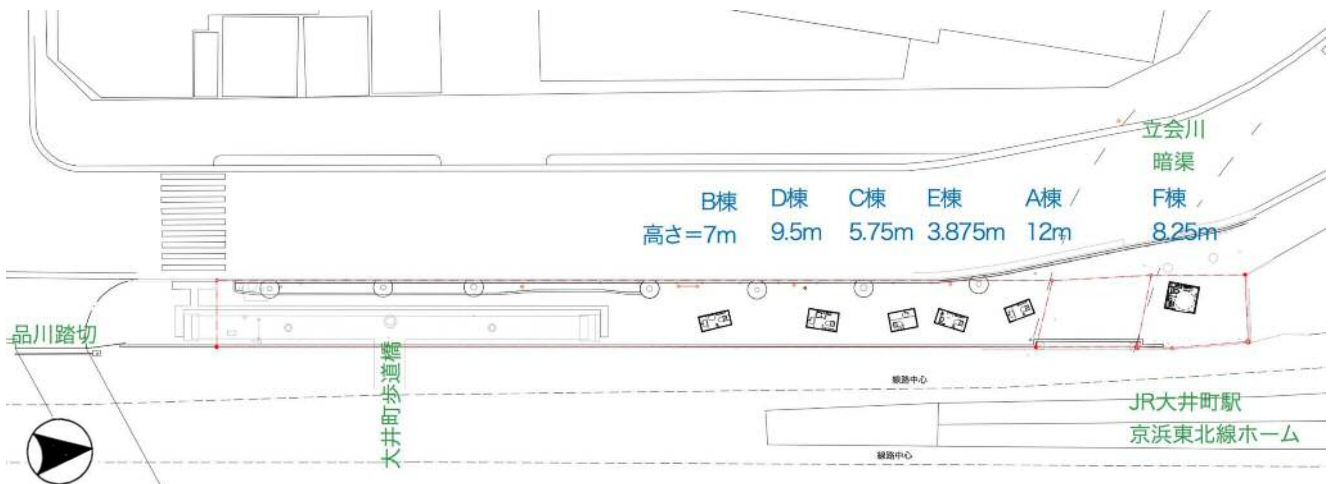 立会川
暗渠
B棟 D棟 C棟 E棟 A棟 F棟
高さ＝7m 9.5m 5.75m 3.875m 12m 8.25m
品川踏切
大井町歩道橋
線路中心
JR大井町駅
京浜東北線ホーム
線路中心